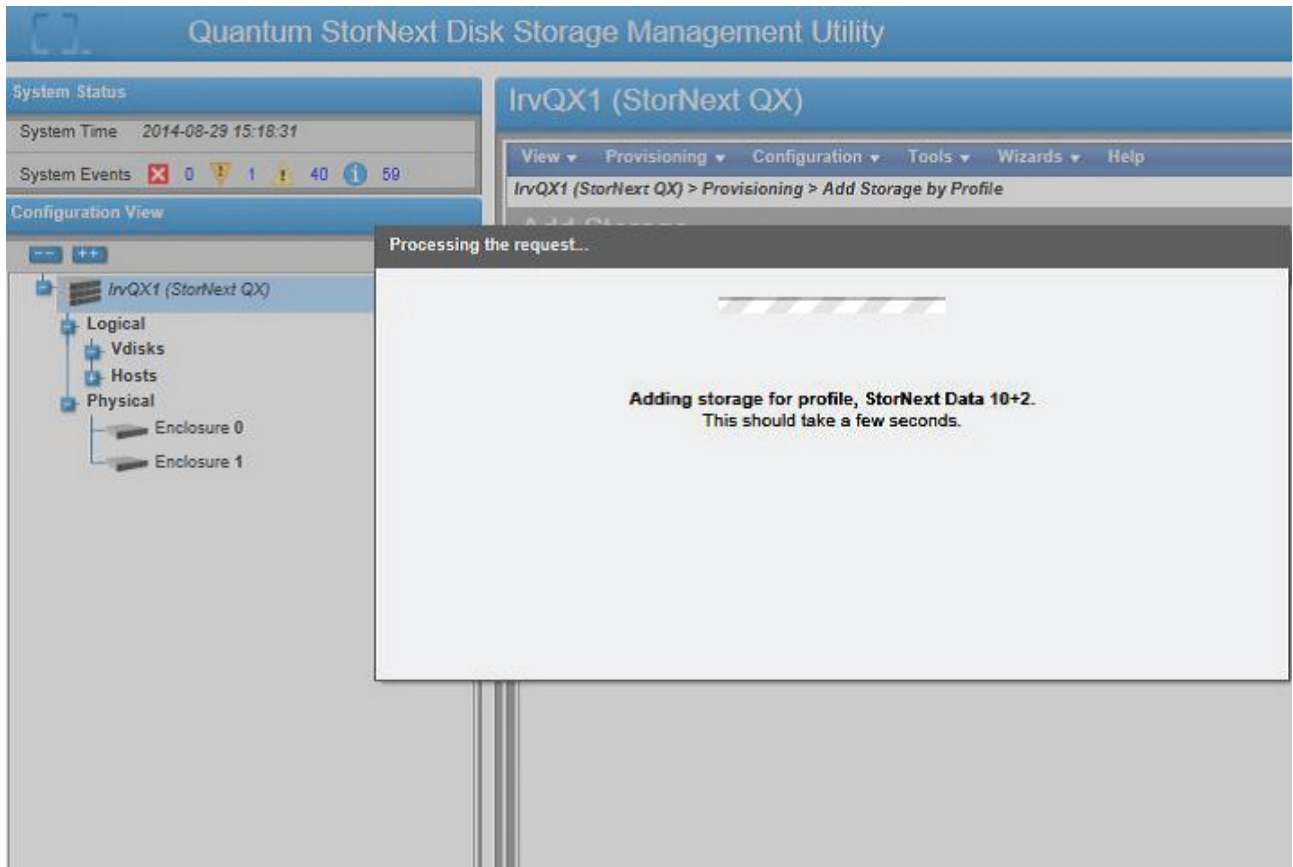 Quantum StorNext Disk Storage Management Utility
System Status
System Time 2014-08-29 15:18:31
System Events 0 1 40 59
Configuration View
IrvQX1 (StorNext QX)
Logical
Vdisks
Hosts
Physical
Enclosure 0
Enclosure 1
IrvQX1 (StorNext QX)
View Provisioning Configuration Tools Wizards Help
IrvQX1 (StorNext QX) > Provisioning > Add Storage by Profile
Add Storage
Processing the request...
Adding storage for profile, StorNext Data 10+2.
This should take a few seconds.